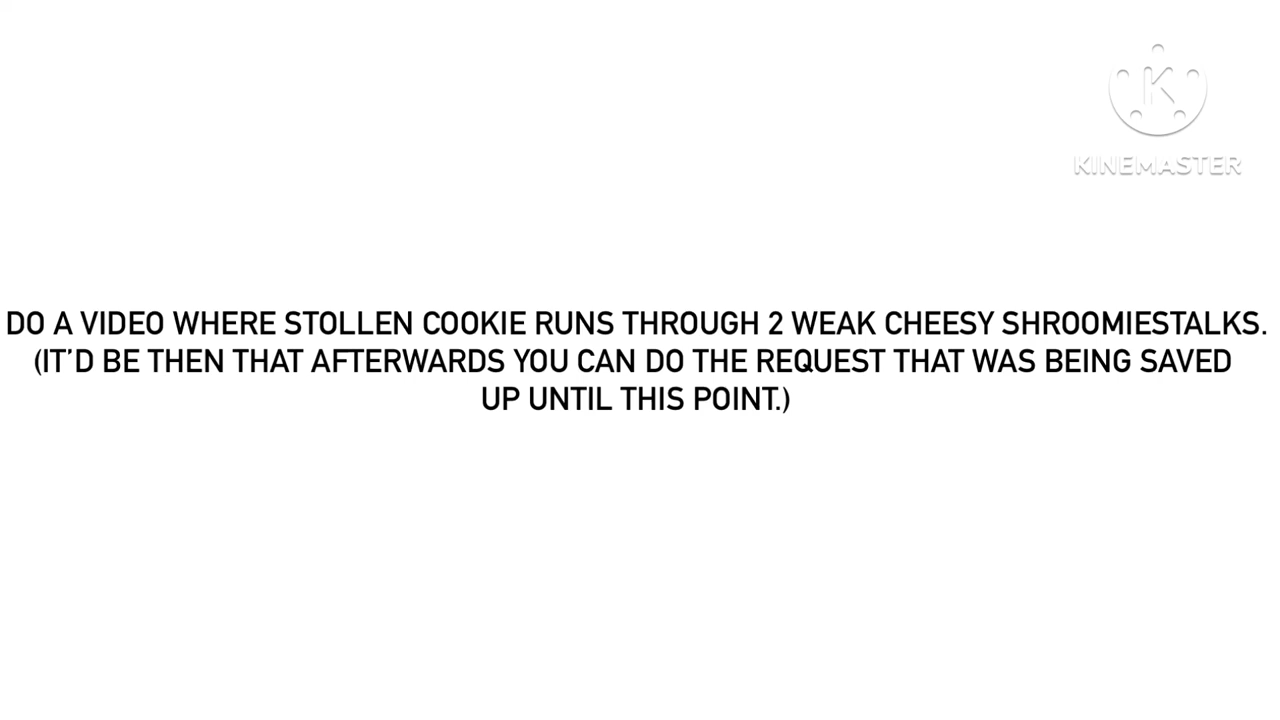 KINEMASTER
DO A VIDEO WHERE STOLLEN COOKIE RUNS THROUGH 2 WEAK CHEESY SHROOMIESTALKS.
(IT'D BE THEN THAT AFTERWARDS YOU CAN DO THE REQUEST THAT WAS BEING SAVED
UP UNTIL THIS POINT.)